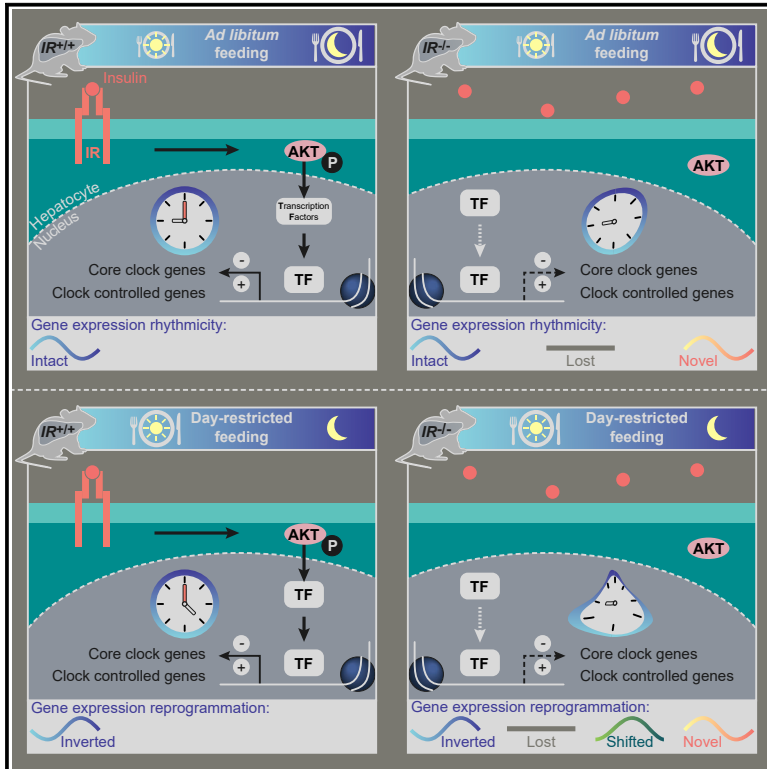 IR+/+
Ad libitum
feeding
Insulin
IR
AKT
P
Hepatocyte
Nucleus
Transcription
Factors
-
Core clock genes
+
TF
Clock controlled genes
Gene expression rhythmicity:
Intact
IR-/-
Ad libitum
feeding
AKT
TF
-
Core clock genes
TF
+
Clock controlled genes
Gene expression rhythmicity:
Intact
Lost
Novel
IR+/+
Day-restricted
feeding
AKT
P
TF
-
Core clock genes
+
TF
Clock controlled genes
Gene expression reprogrammation:
Inverted
IR-/-
Day-restricted
feeding
AKT
TF
-
Core clock genes
TF
+
Clock controlled genes
Gene expression reprogrammation:
Inverted
Lost
Shifted
Novel